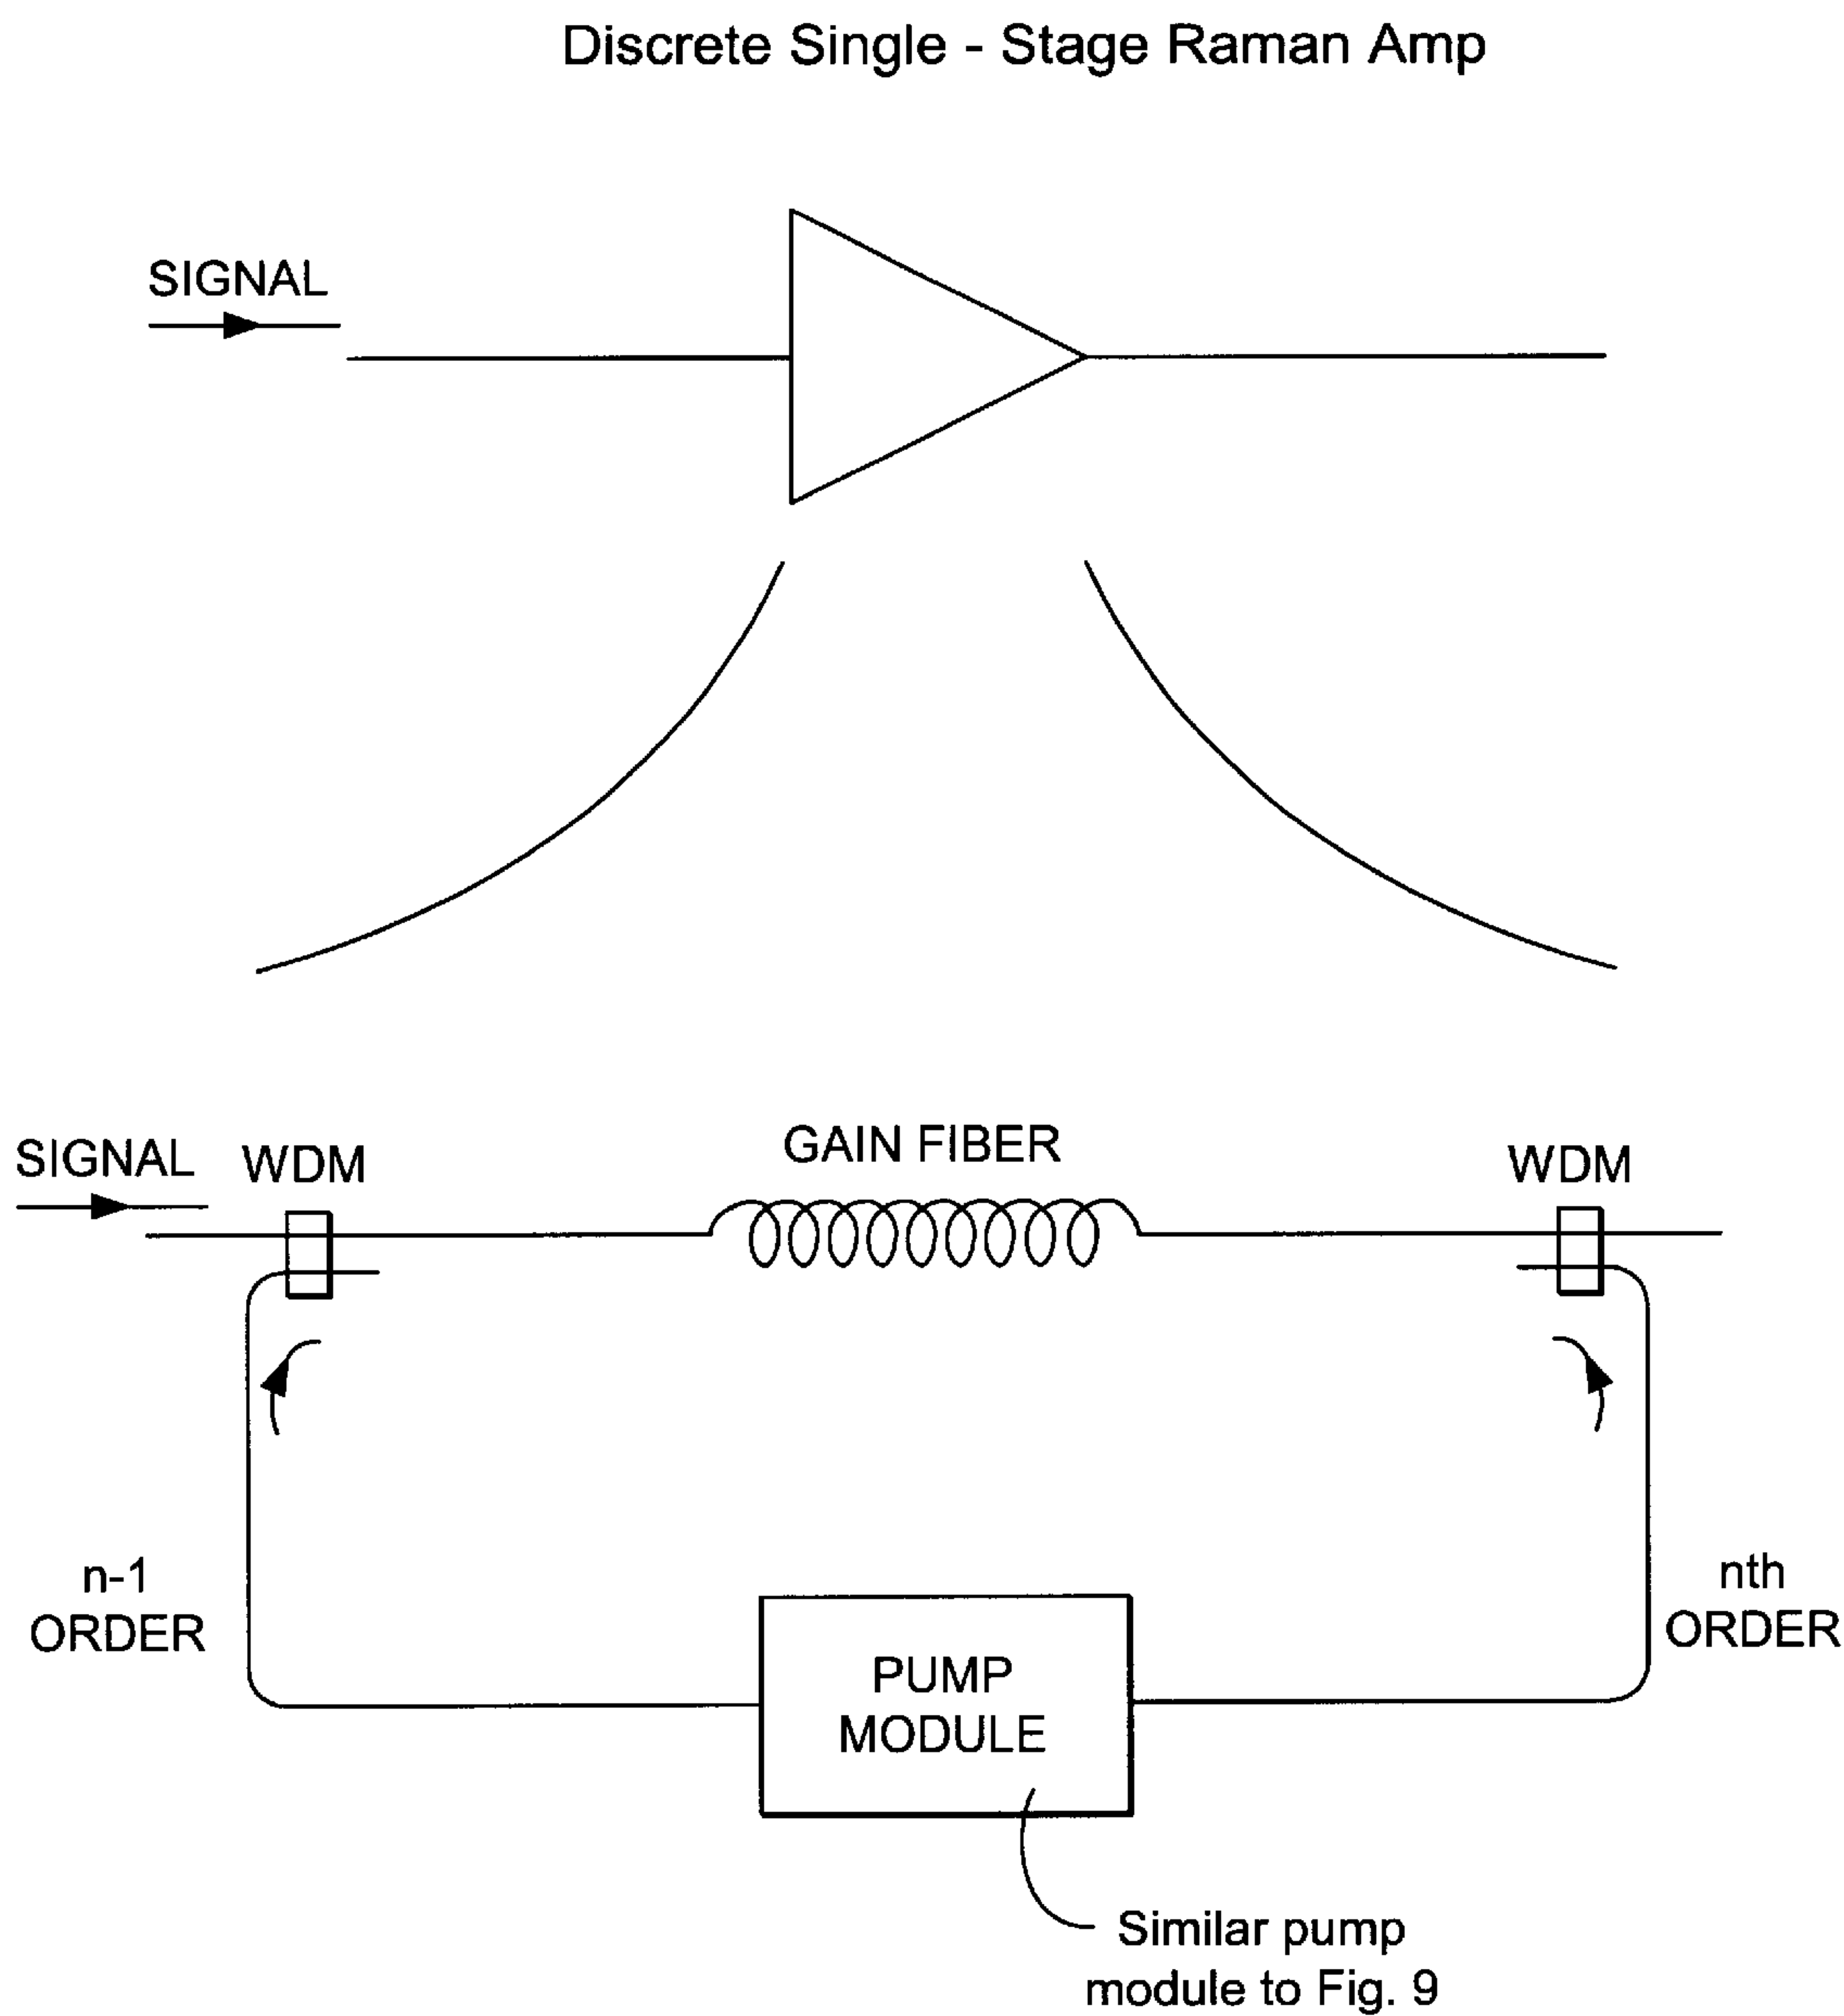 Discrete Single - Stage Raman Amp
SIGNAL
SIGNAL
WDM
GAIN FIBER
WDM
n-1
ORDER
nth
ORDER
PUMP
MODULE
Similar pump
module to Fig. 9